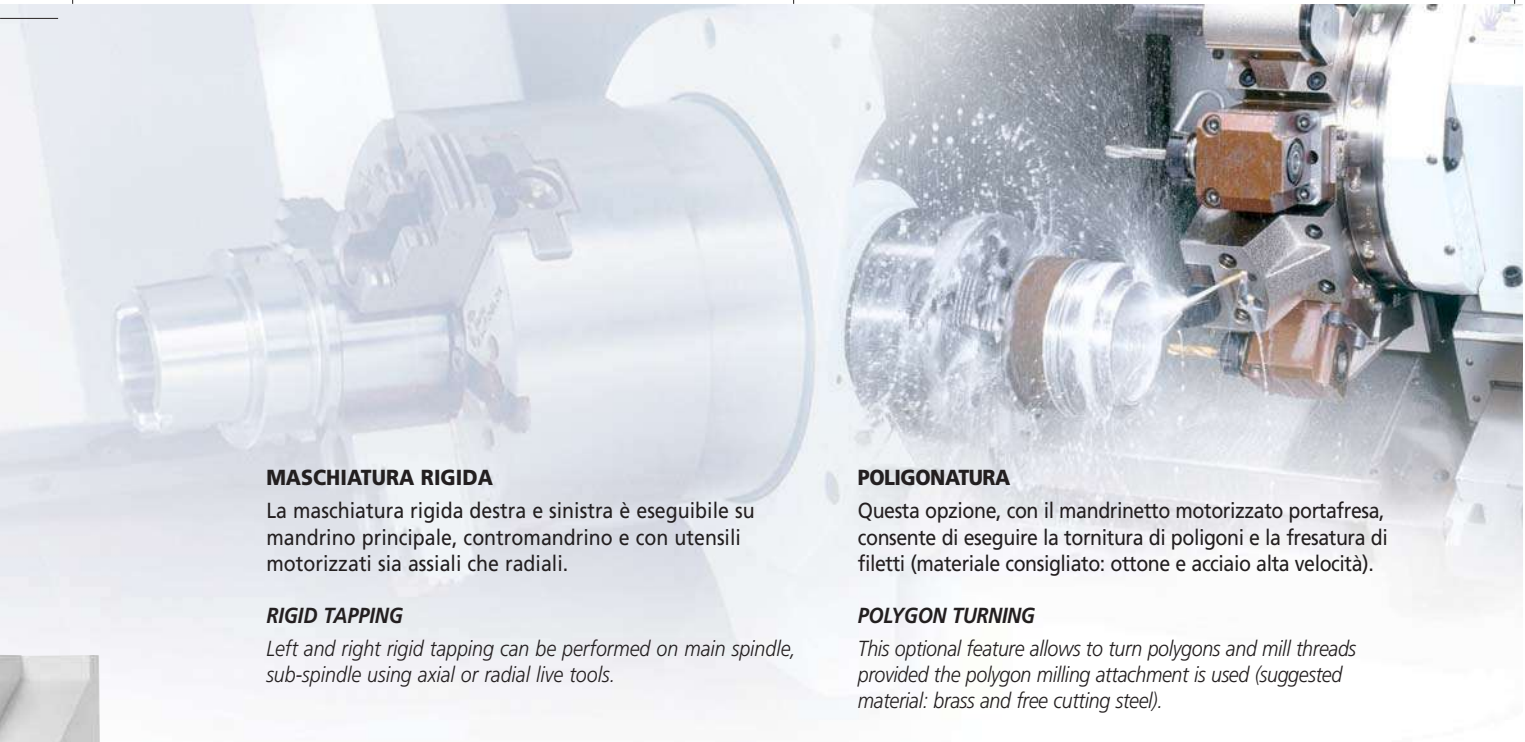 MASCHIATURA RIGIDA
La maschiatura rigida destra e sinistra è eseguibile su
mandrino principale, contromandrino e con utensili
motorizzati sia assiali che radiali.
RIGID TAPPING
Left and right rigid tapping can be performed on main spindle,
sub-spindle using axial or radial live tools.
POLIGONATURA
Questa opzione, con il mandrinetto motorizzato portafresa,
consente di eseguire la tornitura di poligoni e la fresatura di
filetti (materiale consigliato: ottone e acciaio alta velocità).
POLYGON TURNING
This optional feature allows to turn polygons and mill threads
provided the polygon milling attachment is used (suggested
material: brass and free cutting steel).